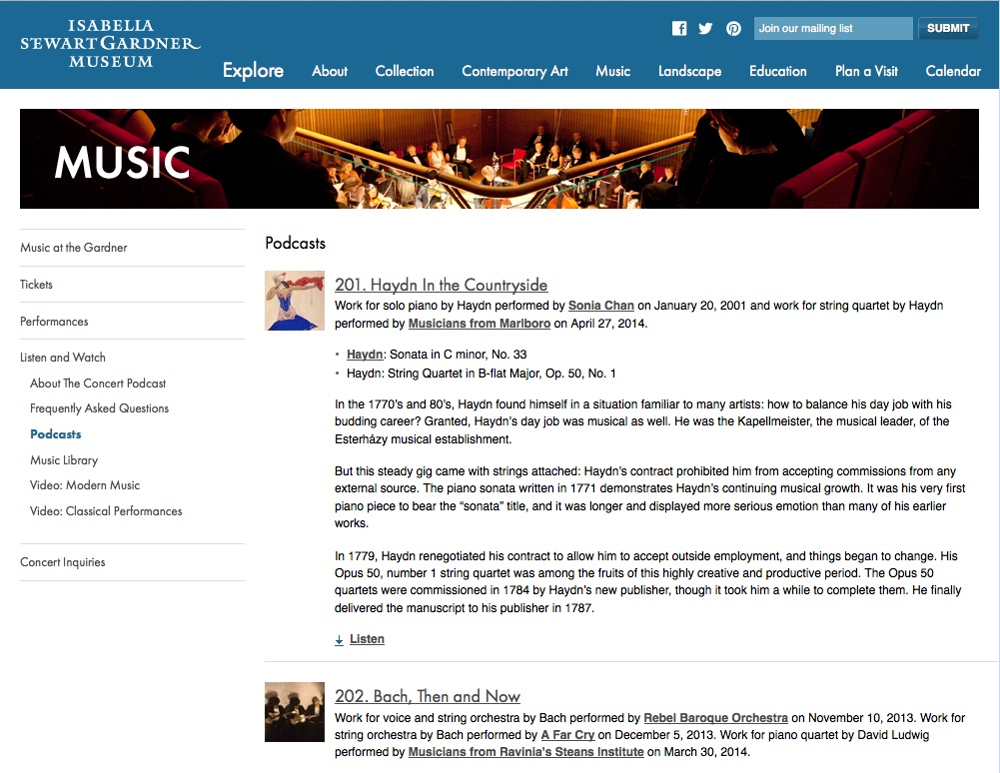 ISABELLA
STEWART GARDNER
MUSEUM
Join our mailing list
SUBMIT
Explore About Collection Contemporary Art Music Landscape Education Plan a Visit Calendar
MUSIC
Music at the Gardner
Tickets
Performances
Listen and Watch
About The Concert Podcast
Frequently Asked Questions
Podcasts
Music Library
Video: Modern Music
Video: Classical Performances
Concert Inquiries
Podcasts
201. Haydn In the Countryside
Work for solo piano by Haydn performed by Sonia Chan on January 20, 2001 and work for string quartet by Haydn
performed by Musicians from Marlboro on April 27, 2014.
• Haydn: Sonata in C minor, No. 33
• Haydn: String Quartet in B-flat Major, Op. 50, No. 1
In the 1770's and 80's, Haydn found himself in a situation familiar to many artists: how to balance his day job with his
budding career? Granted, Haydn's day job was musical as well. He was the Kapellmeister, the musical leader, of the
Esterházy musical establishment.
But this steady gig came with strings attached: Haydn's contract prohibited him from accepting commissions from any
external source. The piano sonata written in 1771 demonstrates Haydn's continuing musical growth. It was his very first
piano piece to bear the "sonata" title, and it was longer and displayed more serious emotion than many of his earlier
works.
In 1779, Haydn renegotiated his contract to allow him to accept outside employment, and things began to change. His
Opus 50, number 1 string quartet was among the fruits of this highly creative and productive period. The Opus 50
quartets were commissioned in 1784 by Haydn's new publisher, though it took him a while to complete them. He finally
delivered the manuscript to his publisher in 1787.
Listen
202. Bach, Then and Now
Work for voice and string orchestra by Bach performed by Rebel Baroque Orchestra on November 10, 2013. Work for
string orchestra by Bach performed by A Far Cry on December 5, 2013. Work for piano quartet by David Ludwig
performed by Musicians from Ravinia's Steans Institute on March 30, 2014.